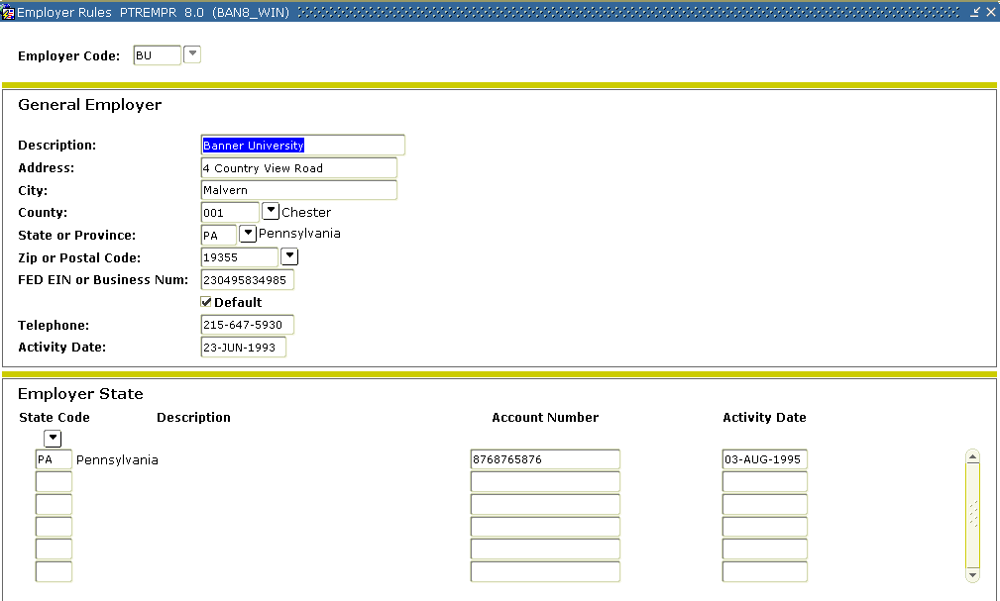 Employer Rules PTREMPR 8.0 (BAN8_WIN)
Employer Code: BU
General Employer
Description: Banner University
Address: 4 Country View Road
City: Malvern
County: 001 Chester
State or Province: PA Pennsylvania
Zip or Postal Code: 19355
FED EIN or Business Num: 230495834985
Default
Telephone: 215-647-5930
Activity Date: 23-JUN-1993
Employer State
State Code Description Account Number Activity Date
PA Pennsylvania 8768765876 03-AUG-1995